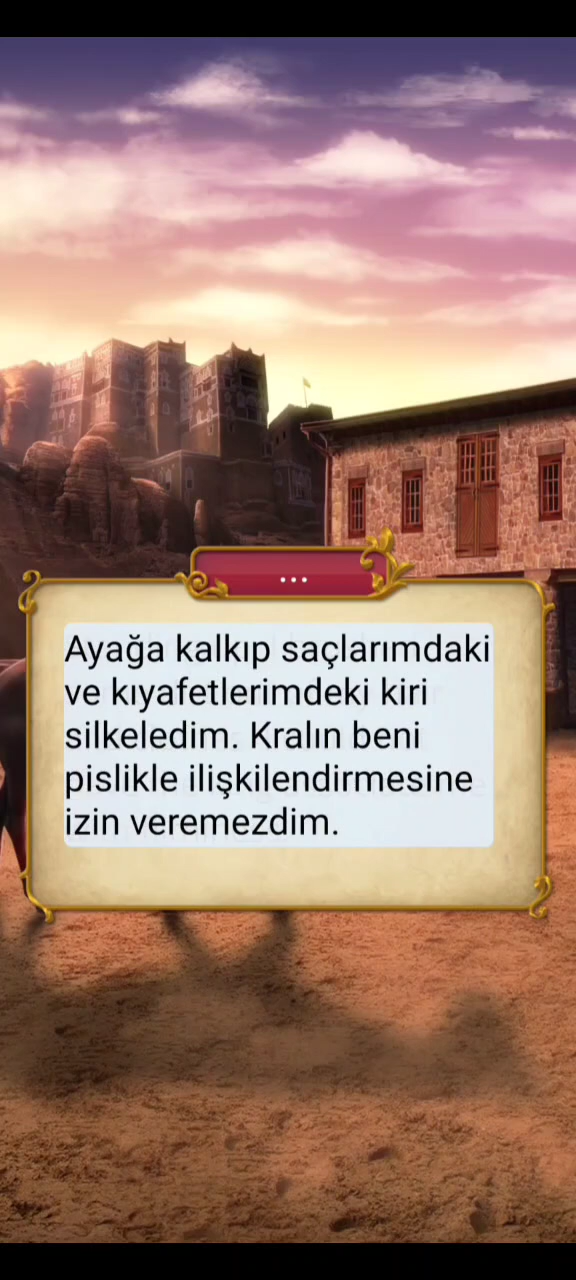 ...
Ayağa kalkıp saçlarımdaki
ve kıyafetlerimdeki kiri
silkeledim. Kralın beni
pislikle ilişkilendirmesine
izin veremezdim.